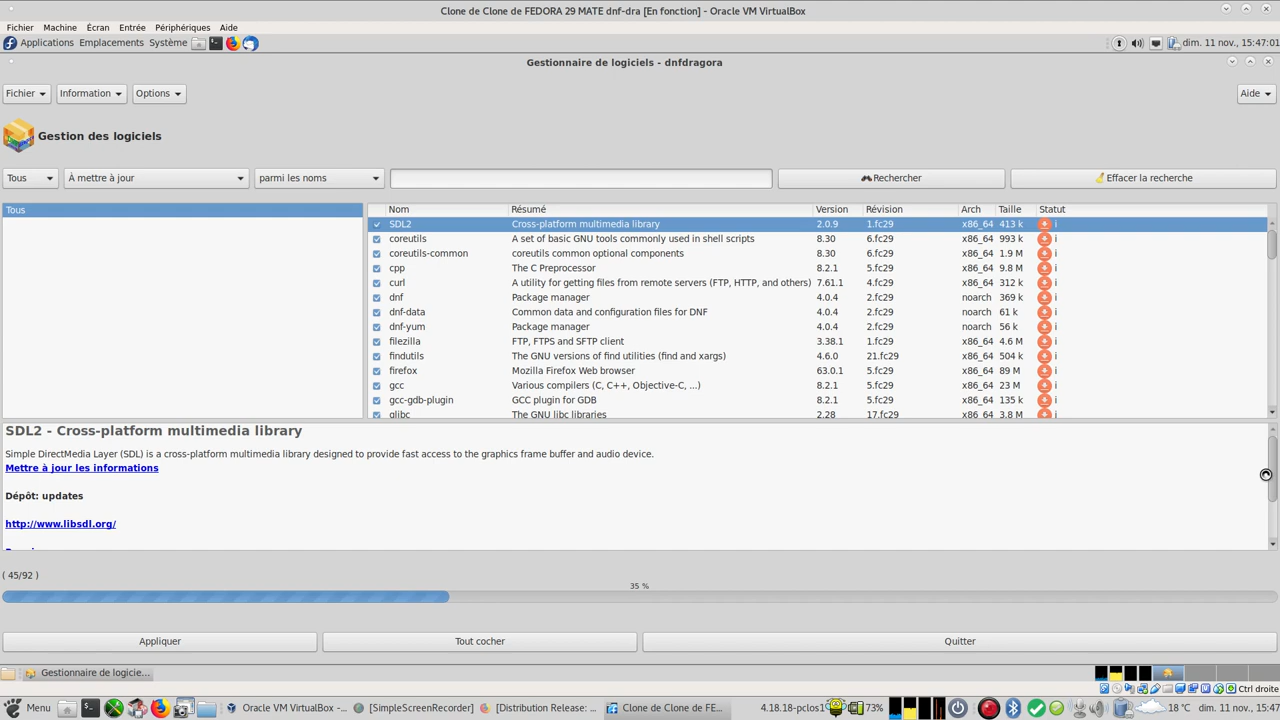 Clone de Clone de FEDORA 29 MATE dnf-dra [En fonction] - Oracle VM VirtualBox
Fichier Machine Écran Entrée Périphériques Aide
Applications Emplacements Système dim. 11 nov., 15:47:01
Gestionnaire de logiciels - dnfdragora
Fichier Information Options Aide
Gestion des logiciels
Tous À mettre à jour parmi les noms Rechercher Effacer la recherche
Tous
Nom Résumé Version Révision Arch Taille Statut
SDL2 Cross-platform multimedia library 2.0.9 1.fc29 x86_64 413 k i
coreutils A set of basic GNU tools commonly used in shell scripts 8.30 6.fc29 x86_64 993 k i
coreutils-common coreutils common optional components 8.30 6.fc29 x86_64 1.9 M i
cpp The C Preprocessor 8.2.1 5.fc29 x86_64 9.8 M i
curl A utility for getting files from remote servers (FTP, HTTP, and others) 7.61.1 4.fc29 x86_64 312 k i
dnf Package manager 4.0.4 2.fc29 noarch 369 k i
dnf-data Common data and configuration files for DNF 4.0.4 2.fc29 noarch 61 k i
dnf-yum Package manager 4.0.4 2.fc29 noarch 56 k i
filezilla FTP, FTPS and SFTP client 3.38.1 1.fc29 x86_64 4.6 M i
findutils The GNU versions of find utilities (find and xargs) 4.6.0 21.fc29 x86_64 504 k i
firefox Mozilla Firefox Web browser 63.0.1 5.fc29 x86_64 89 M i
gcc Various compilers (C, C++, Objective-C, ...) 8.2.1 5.fc29 x86_64 23 M i
gcc-gdb-plugin GCC plugin for GDB 8.2.1 5.fc29 x86_64 135 k i
glibc The GNU libc libraries 2.28 17.fc29 x86_64 3.8 M i
SDL2 - Cross-platform multimedia library
Simple DirectMedia Layer (SDL) is a cross-platform multimedia library designed to provide fast access to the graphics frame buffer and audio device.
Mettre à jour les informations
Dépôt: updates
http://www.libsdl.org/
( 45/92 )
35 %
Appliquer Tout cocher Quitter
Gestionnaire de logicie...
Ctrl droite
Menu Oracle VM VirtualBox -... [SimpleScreenRecorder] [Distribution Release: ... Clone de Clone de FE... 4.18.18-pclos1 73% 18 °C dim. 11 nov., 15:47